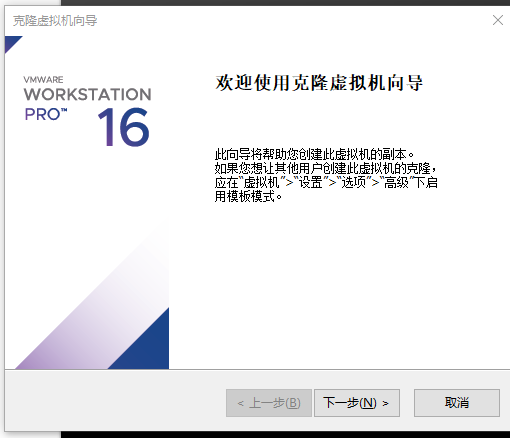 克隆虚拟机向导
VMWARE
WORKSTATION
PRO™ 16
欢迎使用克隆虚拟机向导
此向导将帮助您创建此虚拟机的副本。
如果您想让其他用户创建此虚拟机的克隆，
应在“虚拟机”>“设置”>“选项”>“高级”下启
用模板模式。
< 上一步(B)
下一步(N) >
取消